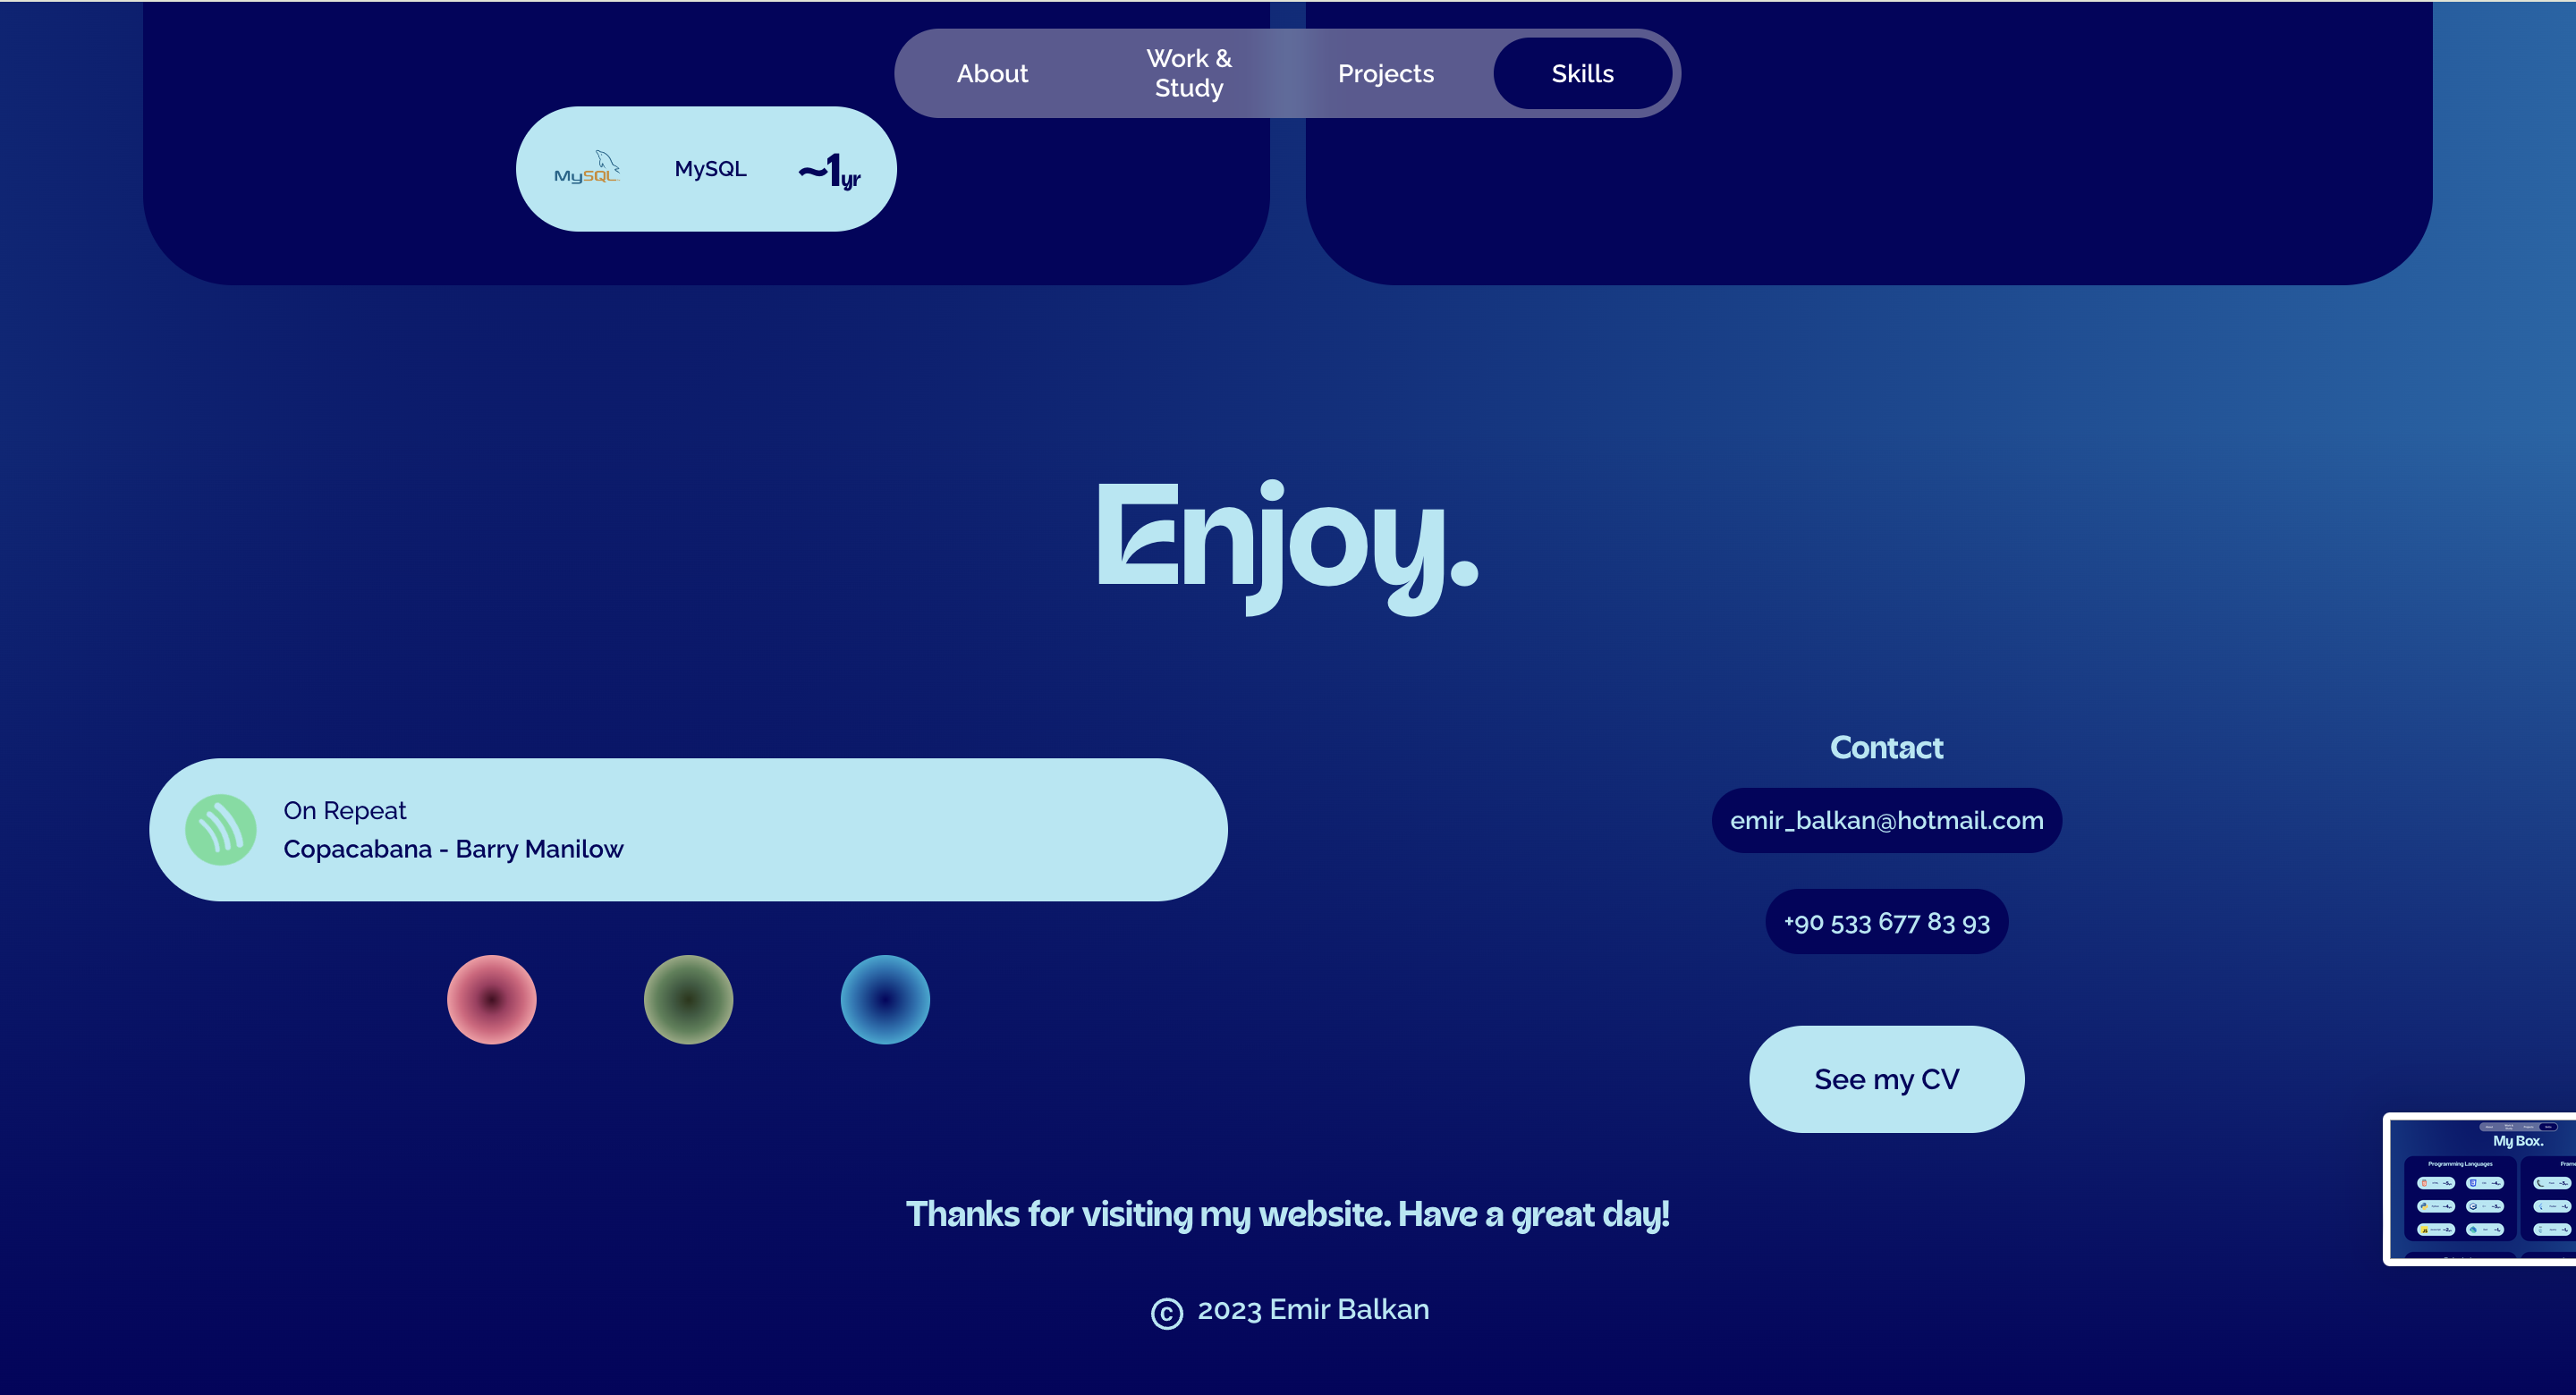 About
Work &
Study
Projects
Skills
MySQL
MySQL
~1yr
Enjoy.
On Repeat
Copacabana - Barry Manilow
Contact
emir_balkan@hotmail.com
+90 533 677 83 93
See my CV
My Box.
Programming Languages
Thanks for visiting my website. Have a great day!
© 2023 Emir Balkan